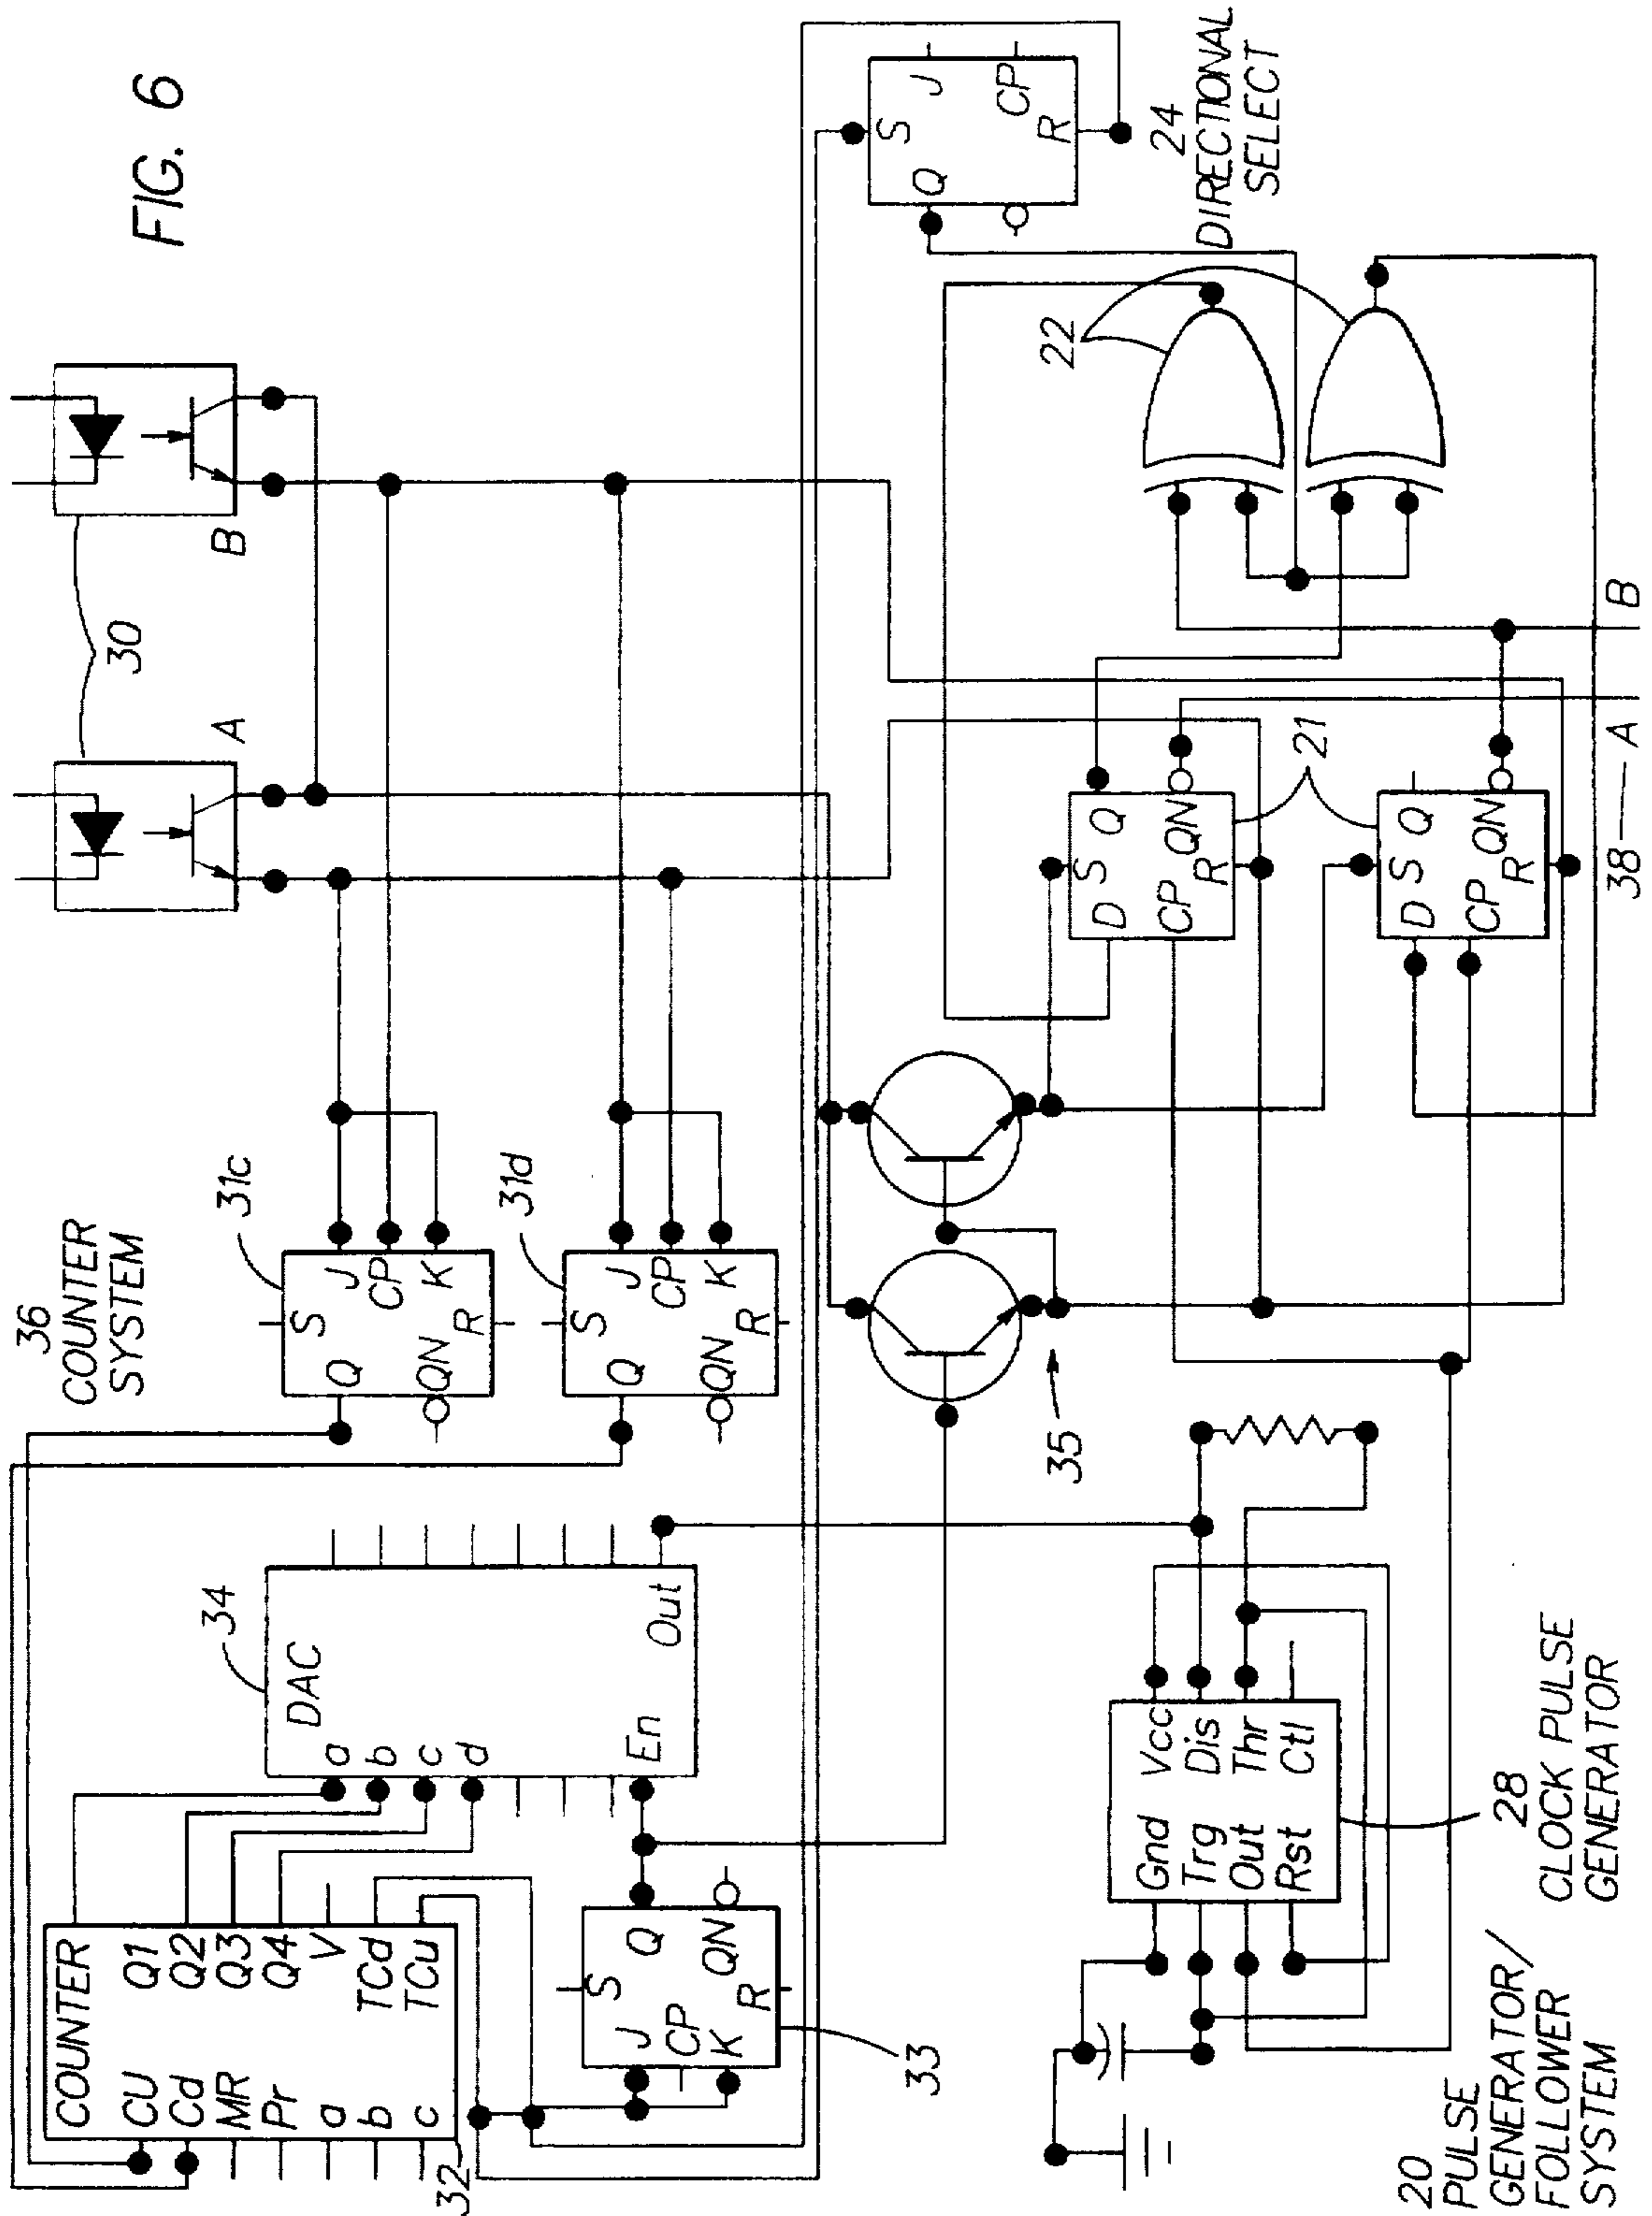 FIG. 6
36
COUNTER
SYSTEM
COUNTER
CU
Cd
MR
Pr
a
b
c
Q1
Q2
Q3
Q4
V
TCd
TCu
32
DAC
a
b
c
d
En
Out
34
S
J
CP
K
Q
QN
R
33
31c
S
J
CP
K
Q
QN
R
31d
S
J
CP
K
Q
QN
R
30
A
B
S
J
CP
Q
R
24
DIRECTIONAL
SELECT
22
35
D
S
Q
CP
QN
R
21
D
S
Q
CP
QN
R
38
A
B
Gnd
Trg
Out
Rst
Vcc
Dis
Thr
Ctl
28
CLOCK PULSE
GENERATOR
20
PULSE
GENERATOR/
FOLLOWER
SYSTEM